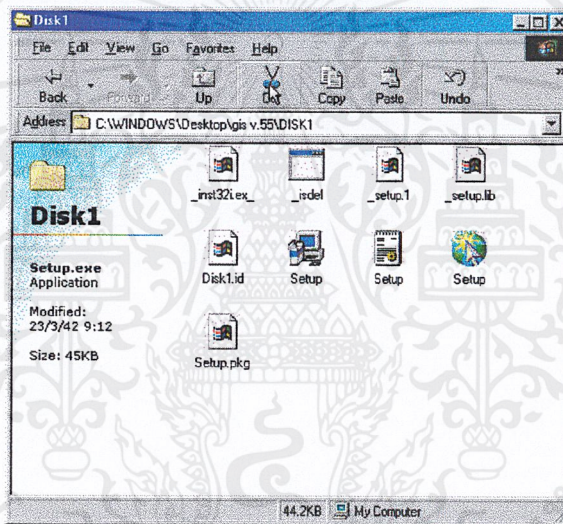 Disk1
File Edit View Go Favorites Help
Back Forward Up Cut Copy Paste Undo
Address C:\WINDOWS\Desktop\gis v.55\DISK1
Disk1
Setup.exe
Application
Modified:
23/3/42 9:12
Size: 45KB
_inst32i.ex_ _isdel _setup.1 _setup.lib
Disk1.id Setup Setup Setup
Setup.pkg
44.2KB My Computer